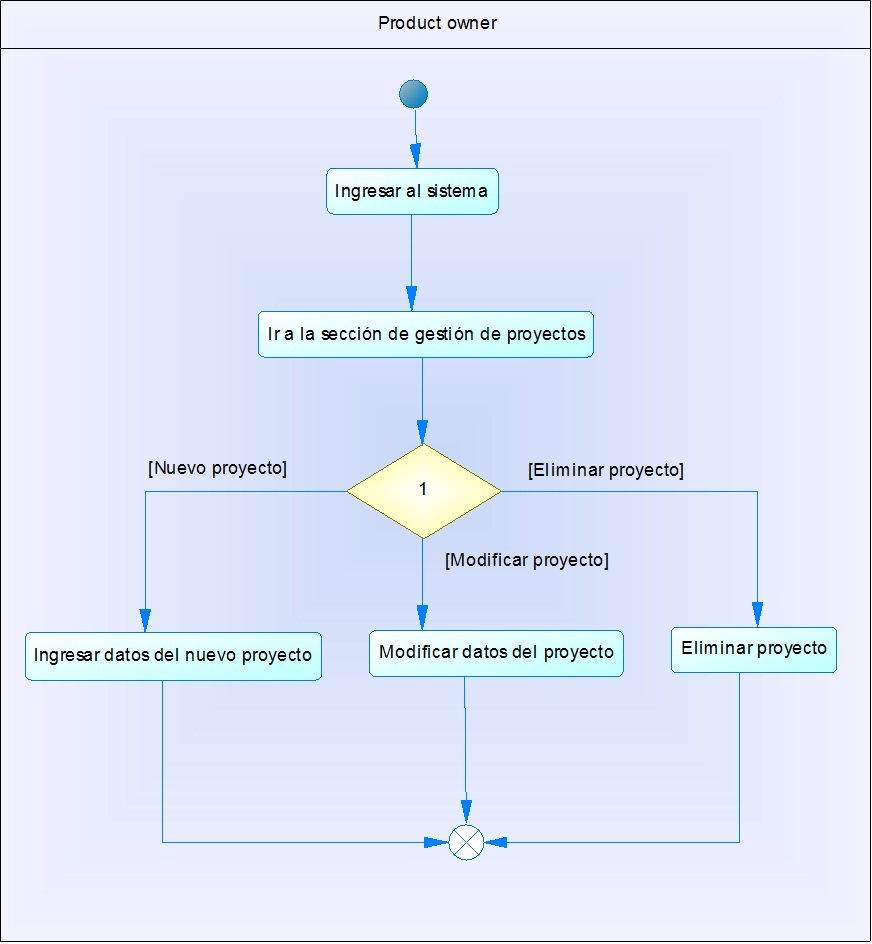 Product owner
Ingresar al sistema
Ir a la sección de gestión de proyectos
[Nuevo proyecto]
[Eliminar proyecto]
1
[Modificar proyecto]
Ingresar datos del nuevo proyecto
Modificar datos del proyecto
Eliminar proyecto